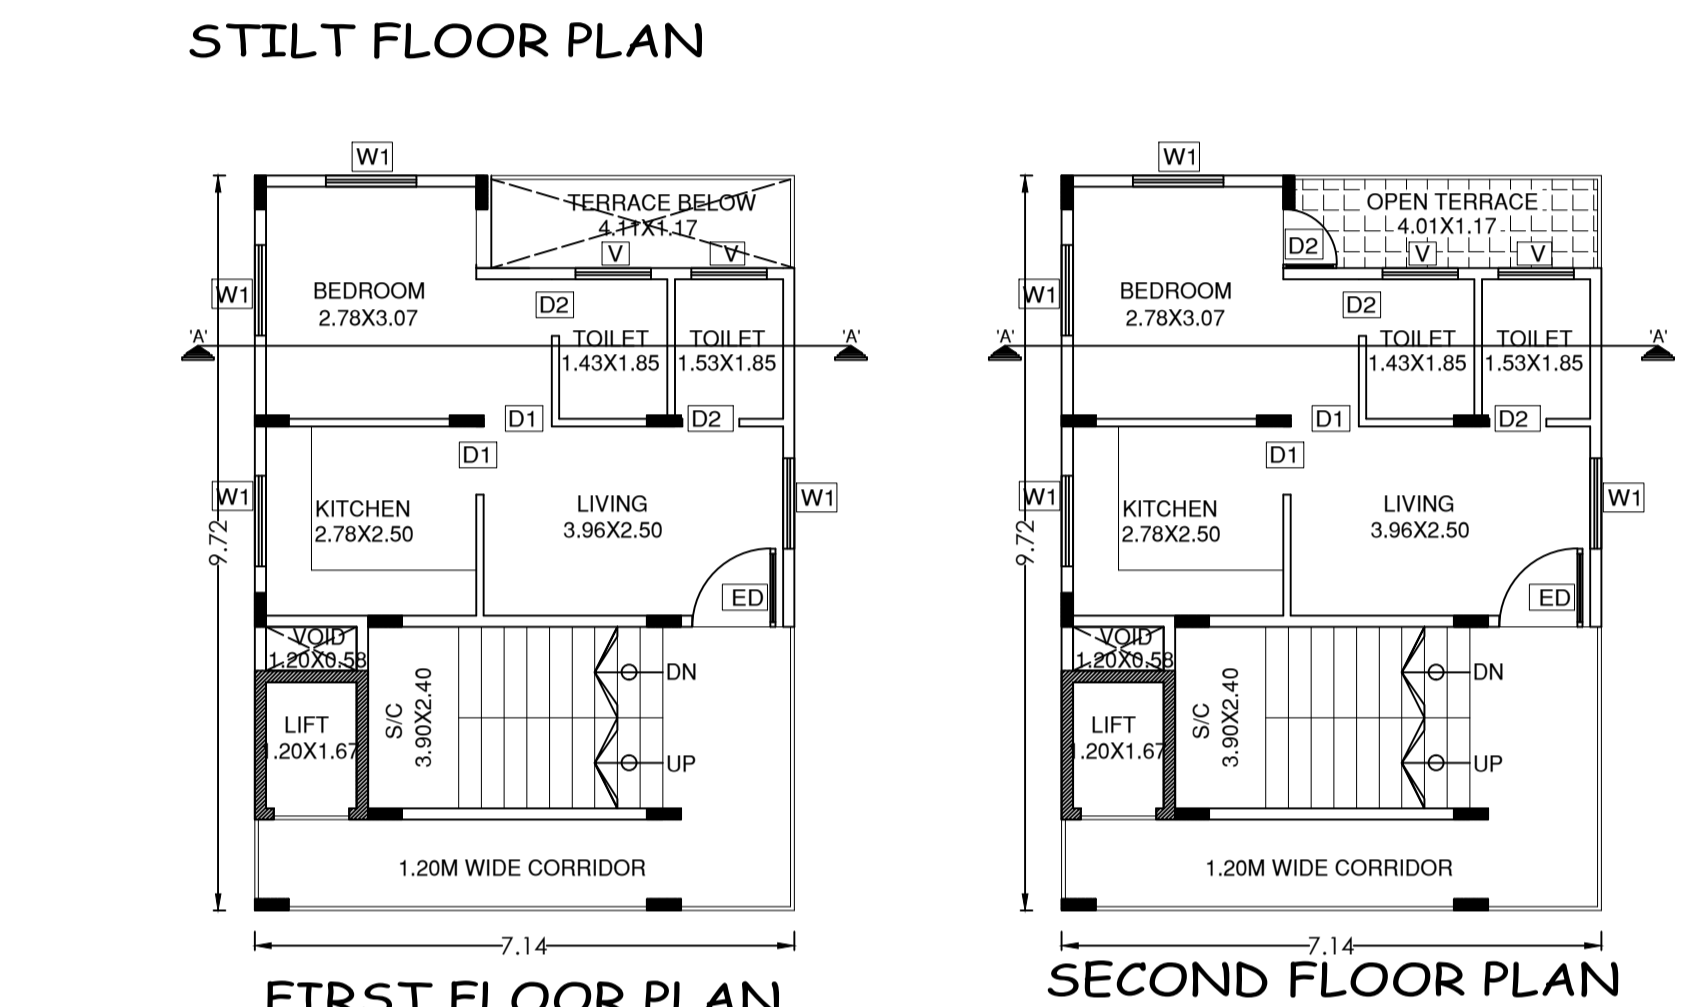 STILT FLOOR PLAN
W1
TERRACE BELOW
4.11X1.17
V
V
W1
BEDROOM
2.78X3.07
D2
TOILET
1.43X1.85
TOILET
1.53X1.85
'A'
'A'
D1
D2
D1
W1
KITCHEN
2.78X2.50
LIVING
3.96X2.50
W1
9.72
ED
VOID
1.20X0.58
LIFT
1.20X1.67
S/C
3.90X2.40
DN
UP
1.20M WIDE CORRIDOR
7.14
FIRST FLOOR PLAN
W1
OPEN TERRACE
4.01X1.17
D2
V
V
W1
BEDROOM
2.78X3.07
D2
TOILET
1.43X1.85
TOILET
1.53X1.85
'A'
'A'
D1
D2
D1
W1
KITCHEN
2.78X2.50
LIVING
3.96X2.50
W1
9.72
ED
VOID
1.20X0.58
LIFT
1.20X1.67
S/C
3.90X2.40
DN
UP
1.20M WIDE CORRIDOR
7.14
SECOND FLOOR PLAN